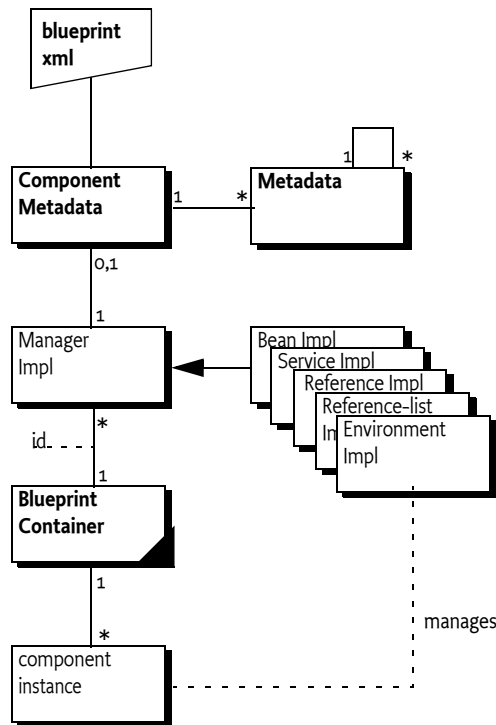 blueprint
xml
Component
Metadata
1
*
Metadata
1
*
0,1
1
Manager
Impl
Bean Impl
Service Impl
Reference Impl
Reference-list
Environment
Impl
*
id
1
Blueprint
Container
1
*
component
instance
manages